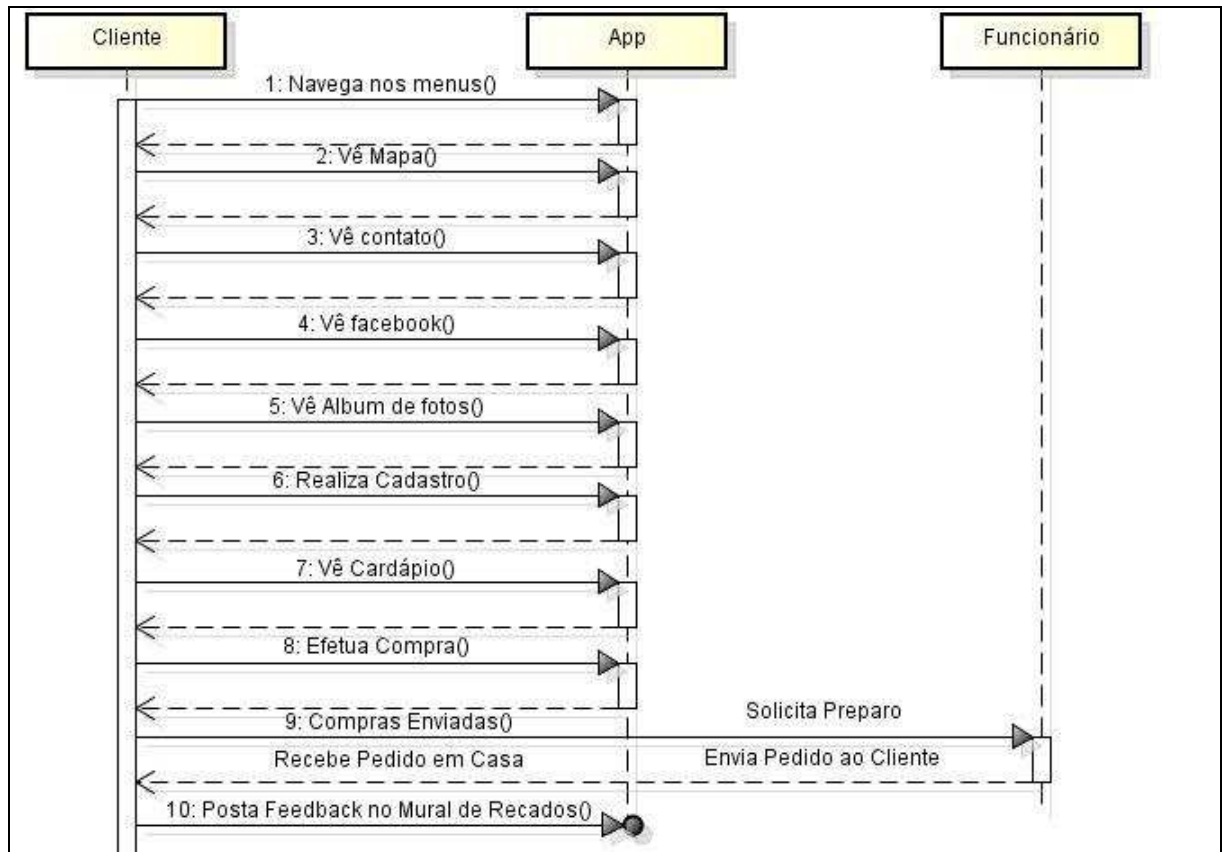 Cliente
App
Funcionário
1: Navega nos menus()
2: Vê Mapa()
3: Vê contato()
4: Vê facebook()
5: Vê Album de fotos()
6: Realiza Cadastro()
7: Vê Cardápio()
8: Efetua Compra()
9: Compras Enviadas()
Solicita Preparo
Recebe Pedido em Casa
Envia Pedido ao Cliente
10: Posta Feedback no Mural de Recados()